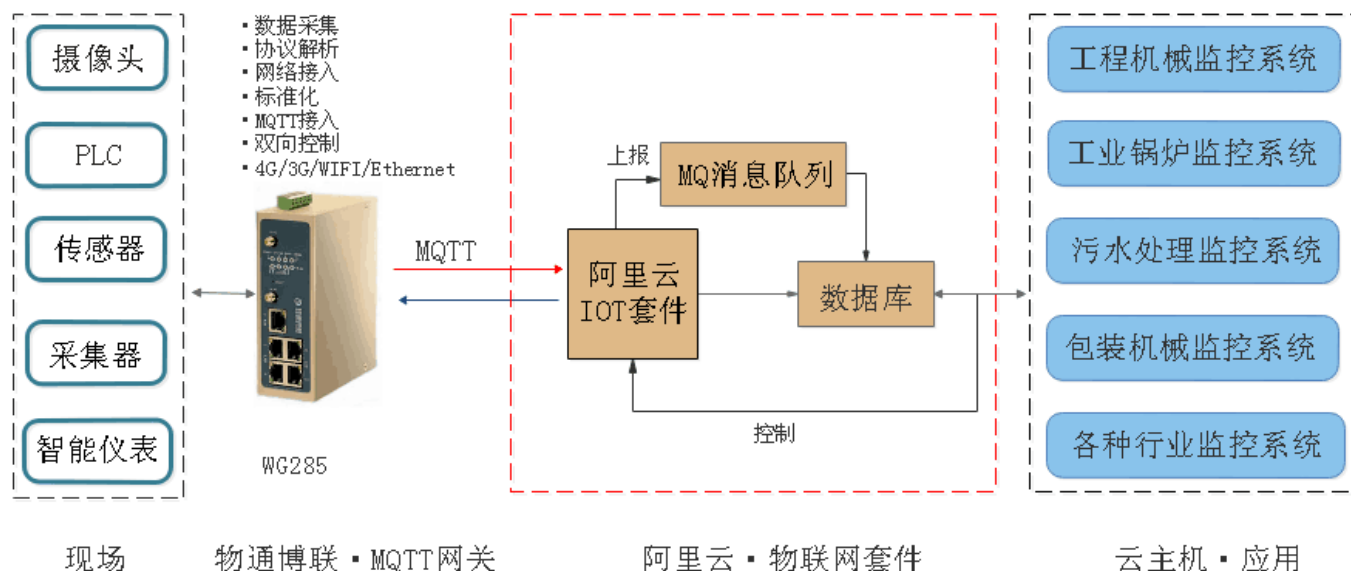 摄像头
PLC
传感器
采集器
智能仪表
▪数据采集
▪协议解析
▪网络接入
▪标准化
▪MQTT接入
▪双向控制
▪4G/3G/WIFI/Ethernet
WG285
MQTT
上报
MQ消息队列
阿里云
IOT套件
数据库
控制
工程机械监控系统
工业锅炉监控系统
污水处理监控系统
包装机械监控系统
各种行业监控系统
现场
物通博联▪MQTT网关
阿里云▪物联网套件
云主机▪应用